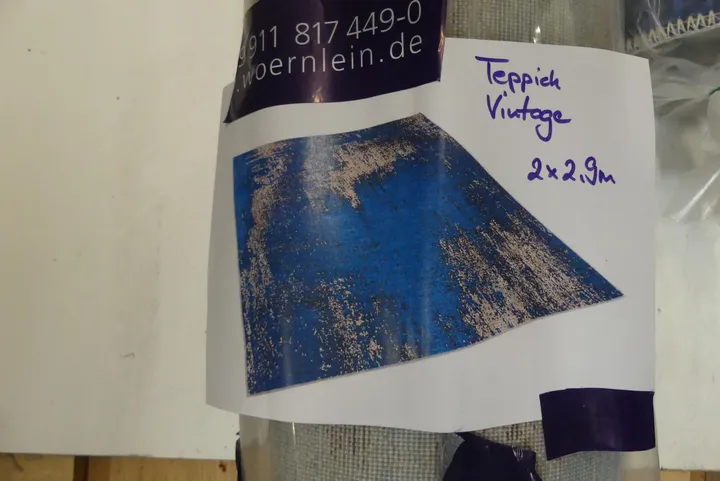 911 817 449-0
woernlein.de
Teppich
Vintage
2x2,9m